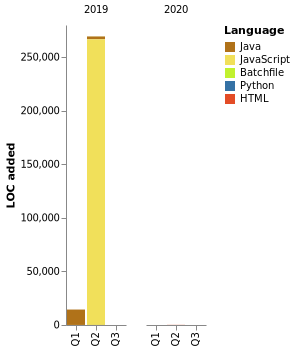 2019
2020
Language
Java
JavaScript
Batchfile
Python
HTML
LOC added
250,000
200,000
150,000
100,000
50,000
0
Q1
Q2
Q3
Q1
Q2
Q3